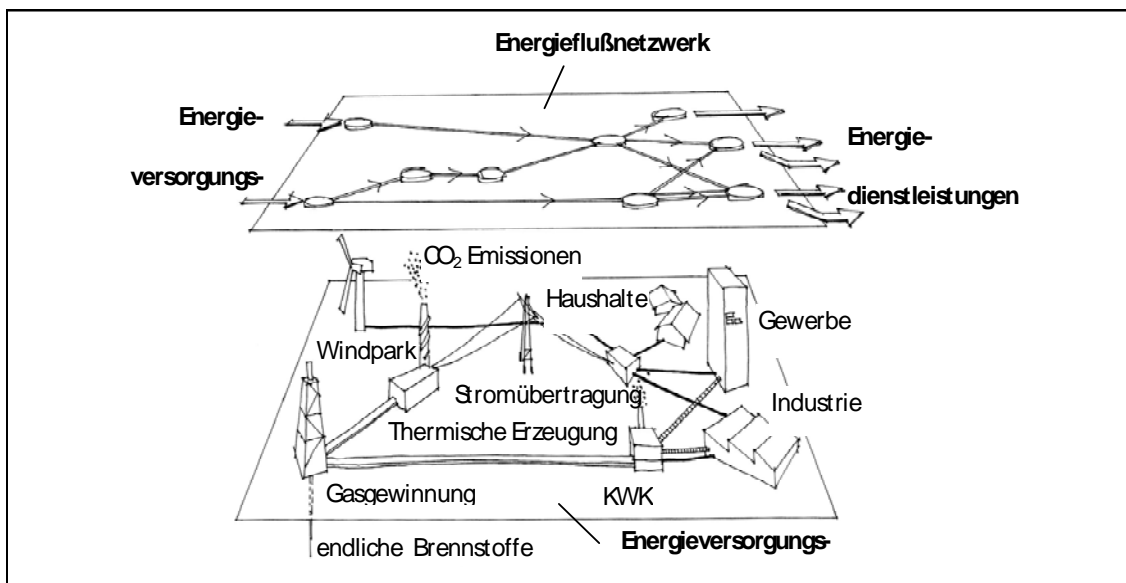 Energieflußnetzwerk
Energie-
versorgungs-
Energie-
dienstleistungen
CO₂ Emissionen
Haushalte
Gewerbe
Windpark
Stromübertragung
Industrie
Thermische Erzeugung
Gasgewinnung
KWK
endliche Brennstoffe
Energieversorgungs-